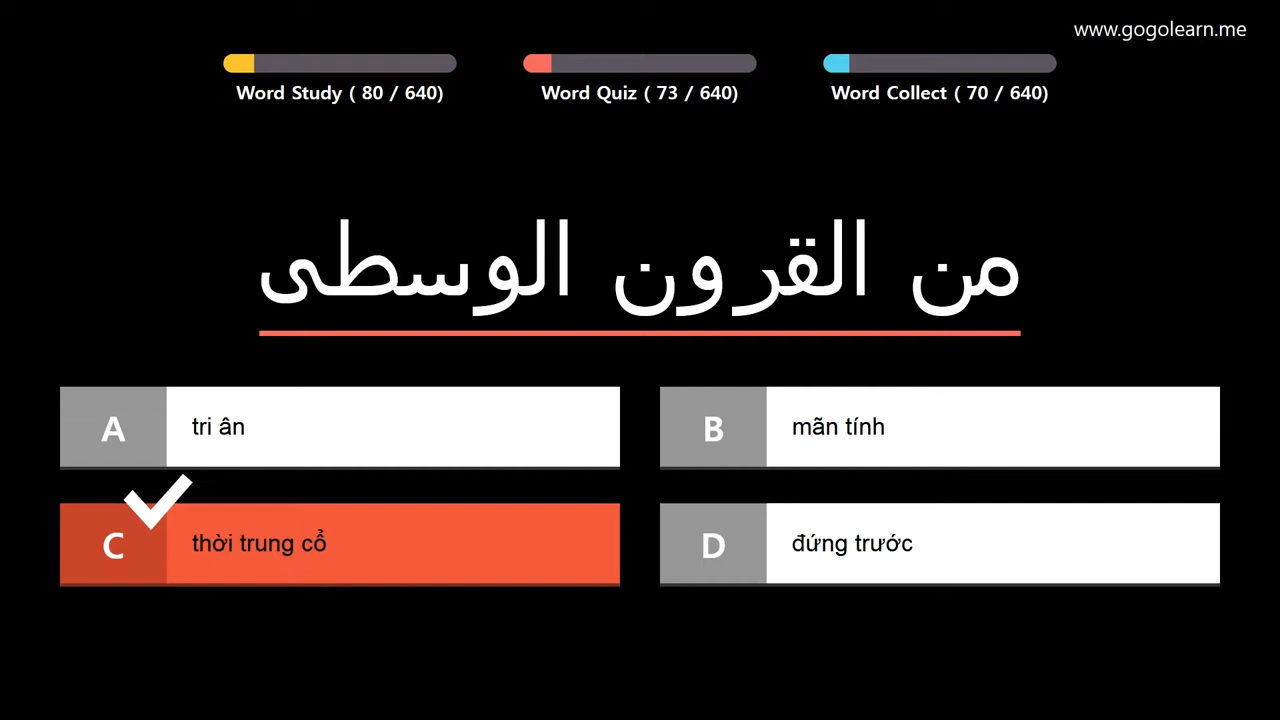 www.gogolearn.me
Word Study ( 80 / 640)
Word Quiz ( 73 / 640)
Word Collect ( 70 / 640)
من القرون الوسطى
A tri ân
B mãn tính
C thời trung cổ
D đứng trước